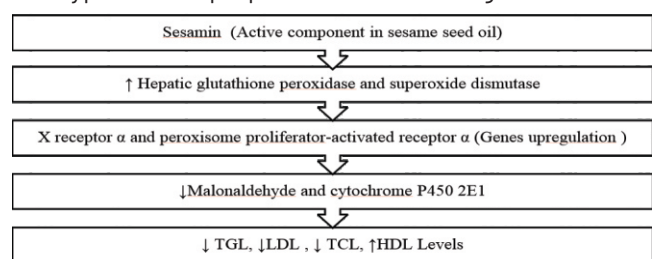 Sesamin (Active component in sesame seed oil)
↑ Hepatic glutathione peroxidase and superoxide dismutase
X receptor α and peroxisome proliferator-activated receptor α (Genes upregulation )
↓Malonaldehyde and cytochrome P450 2E1
↓ TGL, ↓LDL , ↓ TCL, ↑HDL Levels